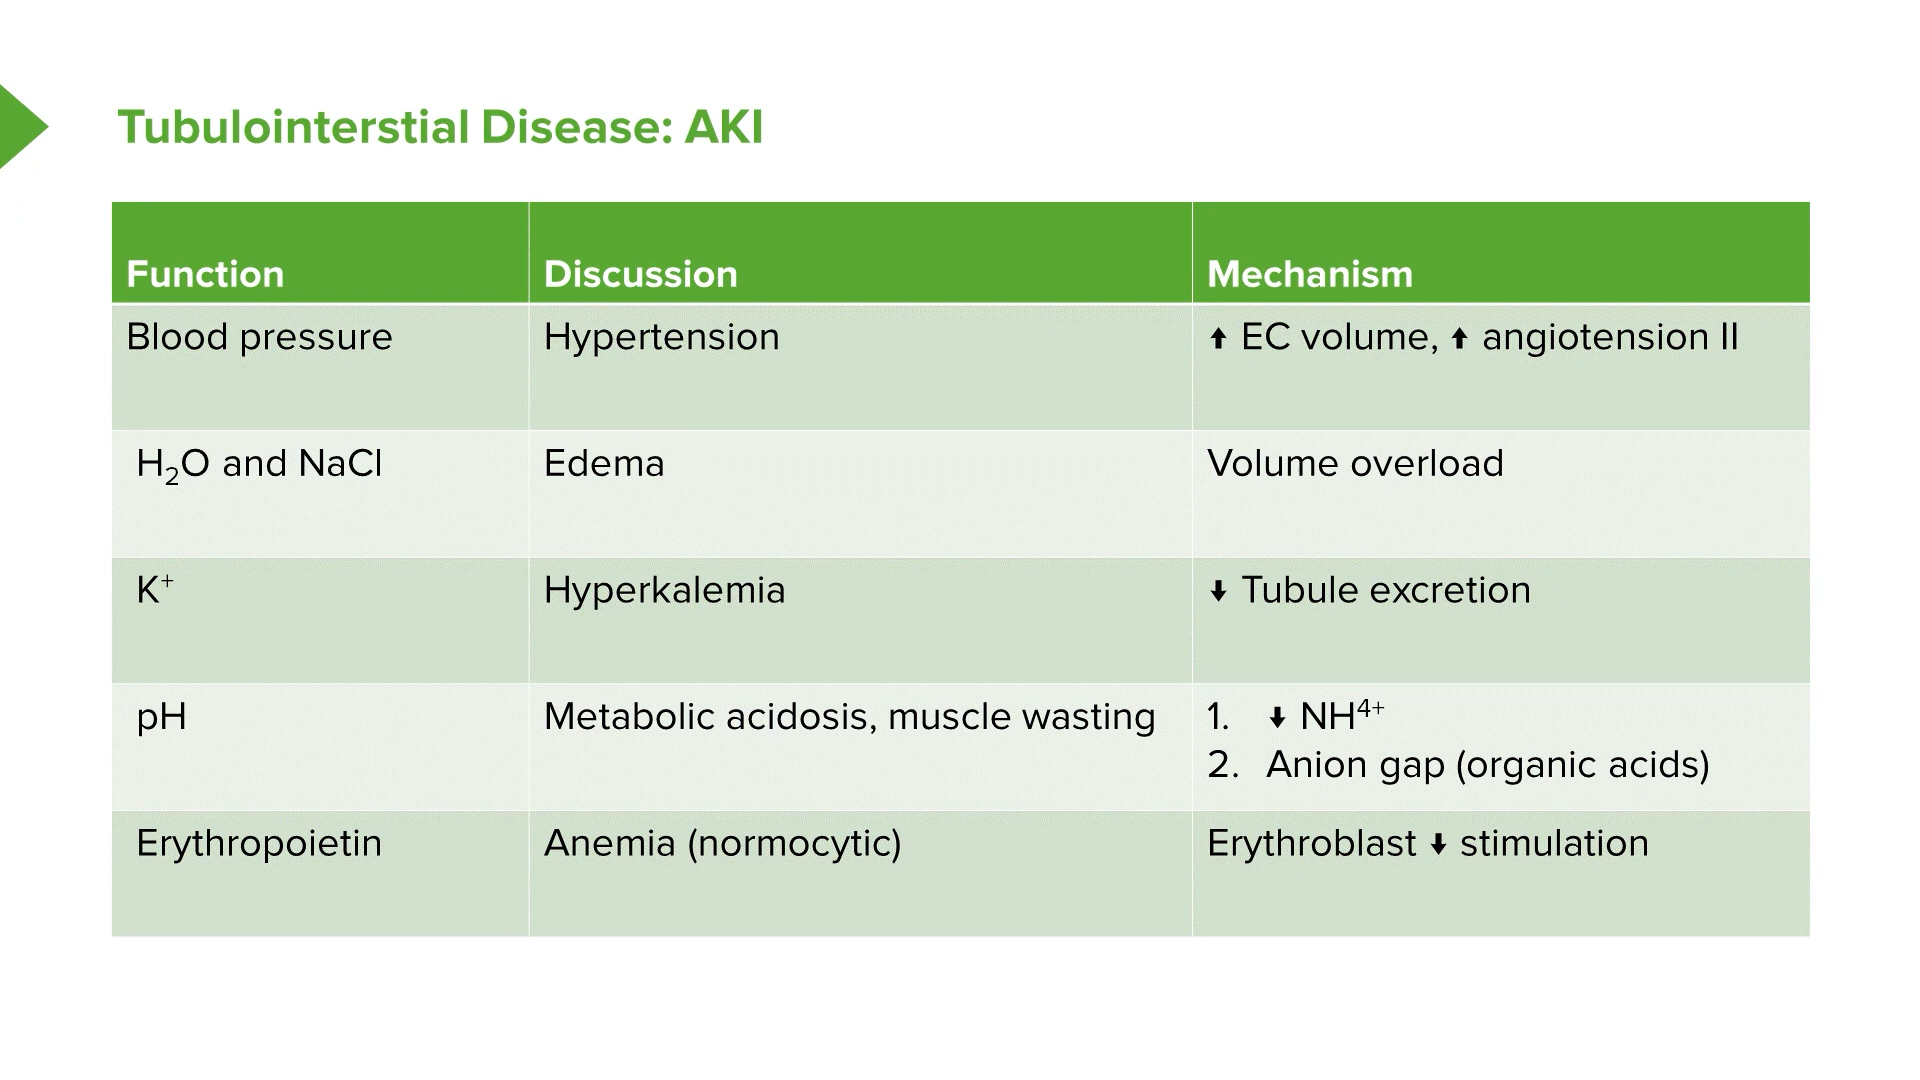 Tubulointerstial Disease: AKI
Function Discussion Mechanism
Blood pressure Hypertension ⬆ EC volume, ⬆ angiotension II
H₂O and NaCl Edema Volume overload
K⁺ Hyperkalemia ⬇ Tubule excretion
pH Metabolic acidosis, muscle wasting 1. ⬇ NH⁴⁺
2. Anion gap (organic acids)
Erythropoietin Anemia (normocytic) Erythroblast ⬇ stimulation